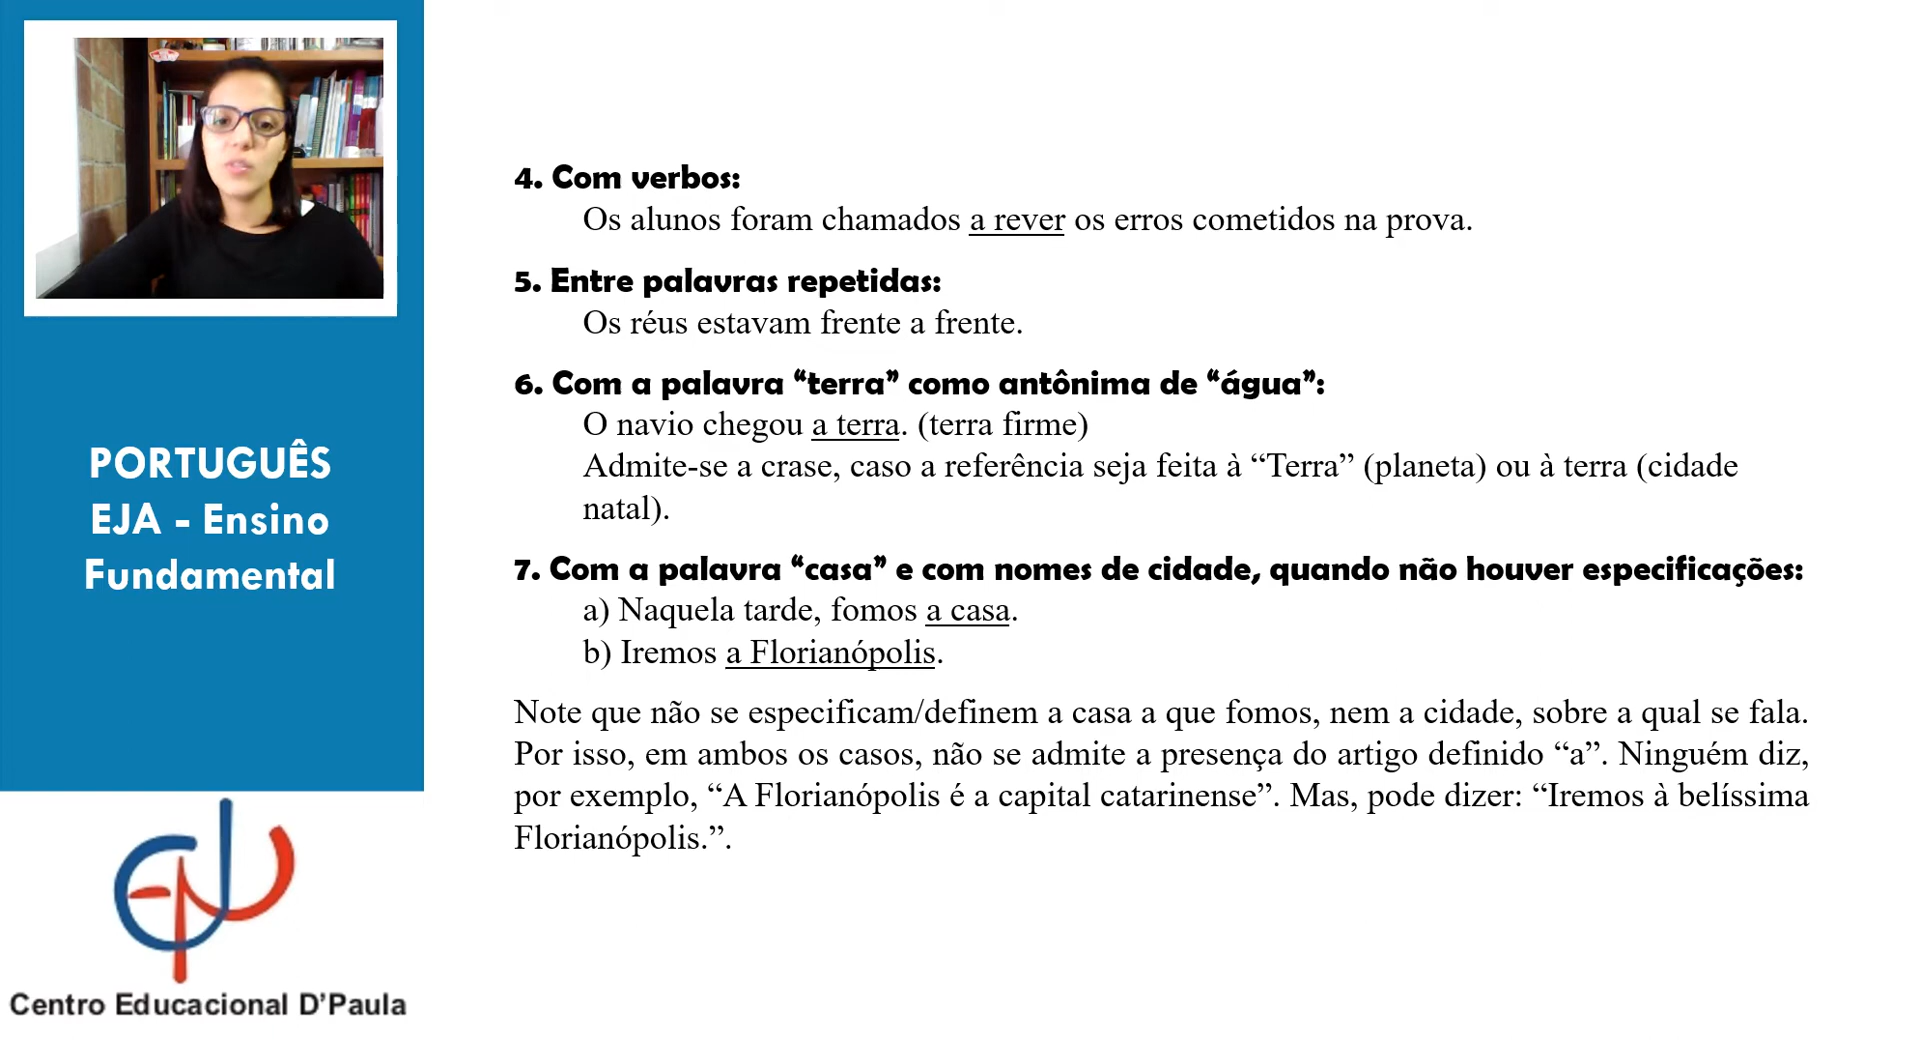 PORTUGUÊS
EJA - Ensino
Fundamental
Centro Educacional D’Paula
4. Com verbos:
Os alunos foram chamados a rever os erros cometidos na prova.
5. Entre palavras repetidas:
Os réus estavam frente a frente.
6. Com a palavra “terra” como antônima de “água”:
O navio chegou a terra. (terra firme)
Admite-se a crase, caso a referência seja feita à “Terra” (planeta) ou à terra (cidade
natal).
7. Com a palavra “casa” e com nomes de cidade, quando não houver especificações:
a) Naquela tarde, fomos a casa.
b) Iremos a Florianópolis.
Note que não se especificam/definem a casa a que fomos, nem a cidade, sobre a qual se fala.
Por isso, em ambos os casos, não se admite a presença do artigo definido “a”. Ninguém diz,
por exemplo, “A Florianópolis é a capital catarinense”. Mas, pode dizer: “Iremos à belíssima
Florianópolis.”.